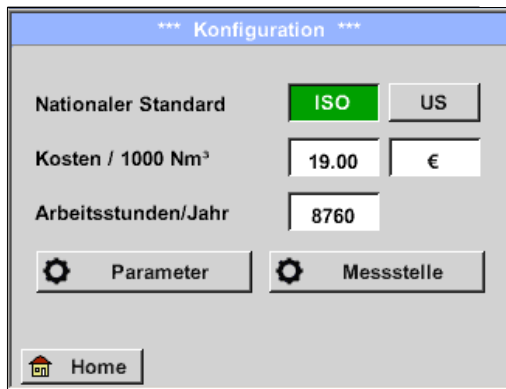 *** Konfiguration ***
Nationaler Standard ISO US
Kosten / 1000 Nm³ 19.00 €
Arbeitsstunden/Jahr 8760
Parameter Messstelle
Home